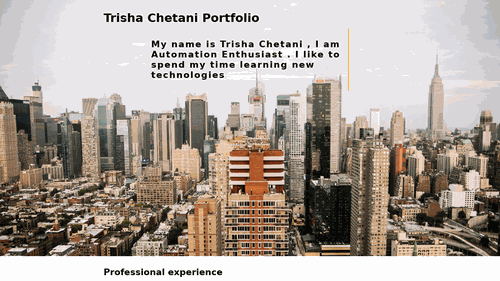 Trisha Chetani Portfolio
My name is Trisha Chetani , I am
Automation Enthusiast . I like to
spend my time learning new
technologies
Professional experience